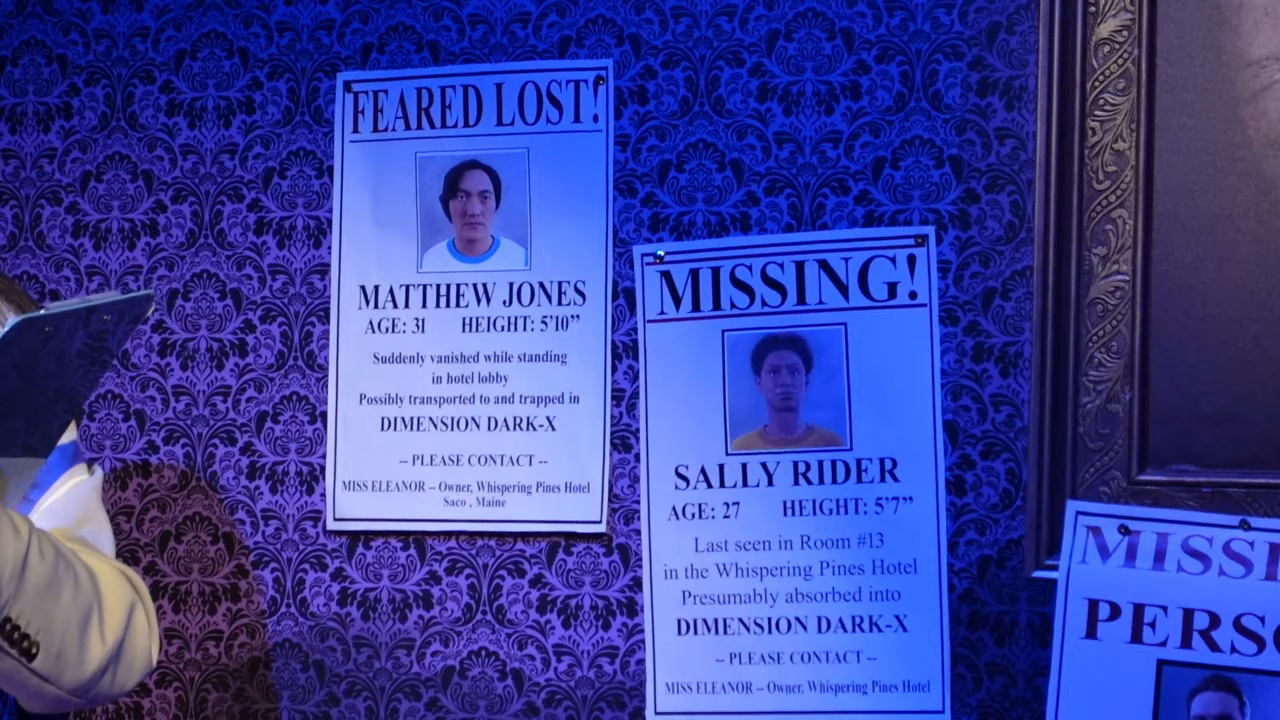 FEARED LOST!
MATTHEW JONES
AGE: 31 HEIGHT: 5'10”
Suddenly vanished while standing
in hotel lobby
Possibly transported to and trapped in
DIMENSION DARK-X
-- PLEASE CONTACT --
MISS ELEANOR -- Owner, Whispering Pines Hotel
Saco , Maine
MISSING!
SALLY RIDER
AGE: 27 HEIGHT: 5'7”
Last seen in Room #13
in the Whispering Pines Hotel
Presumably absorbed into
DIMENSION DARK-X
-- PLEASE CONTACT --
MISS ELEANOR -- Owner, Whispering Pines Hotel
MISSI
PERSO